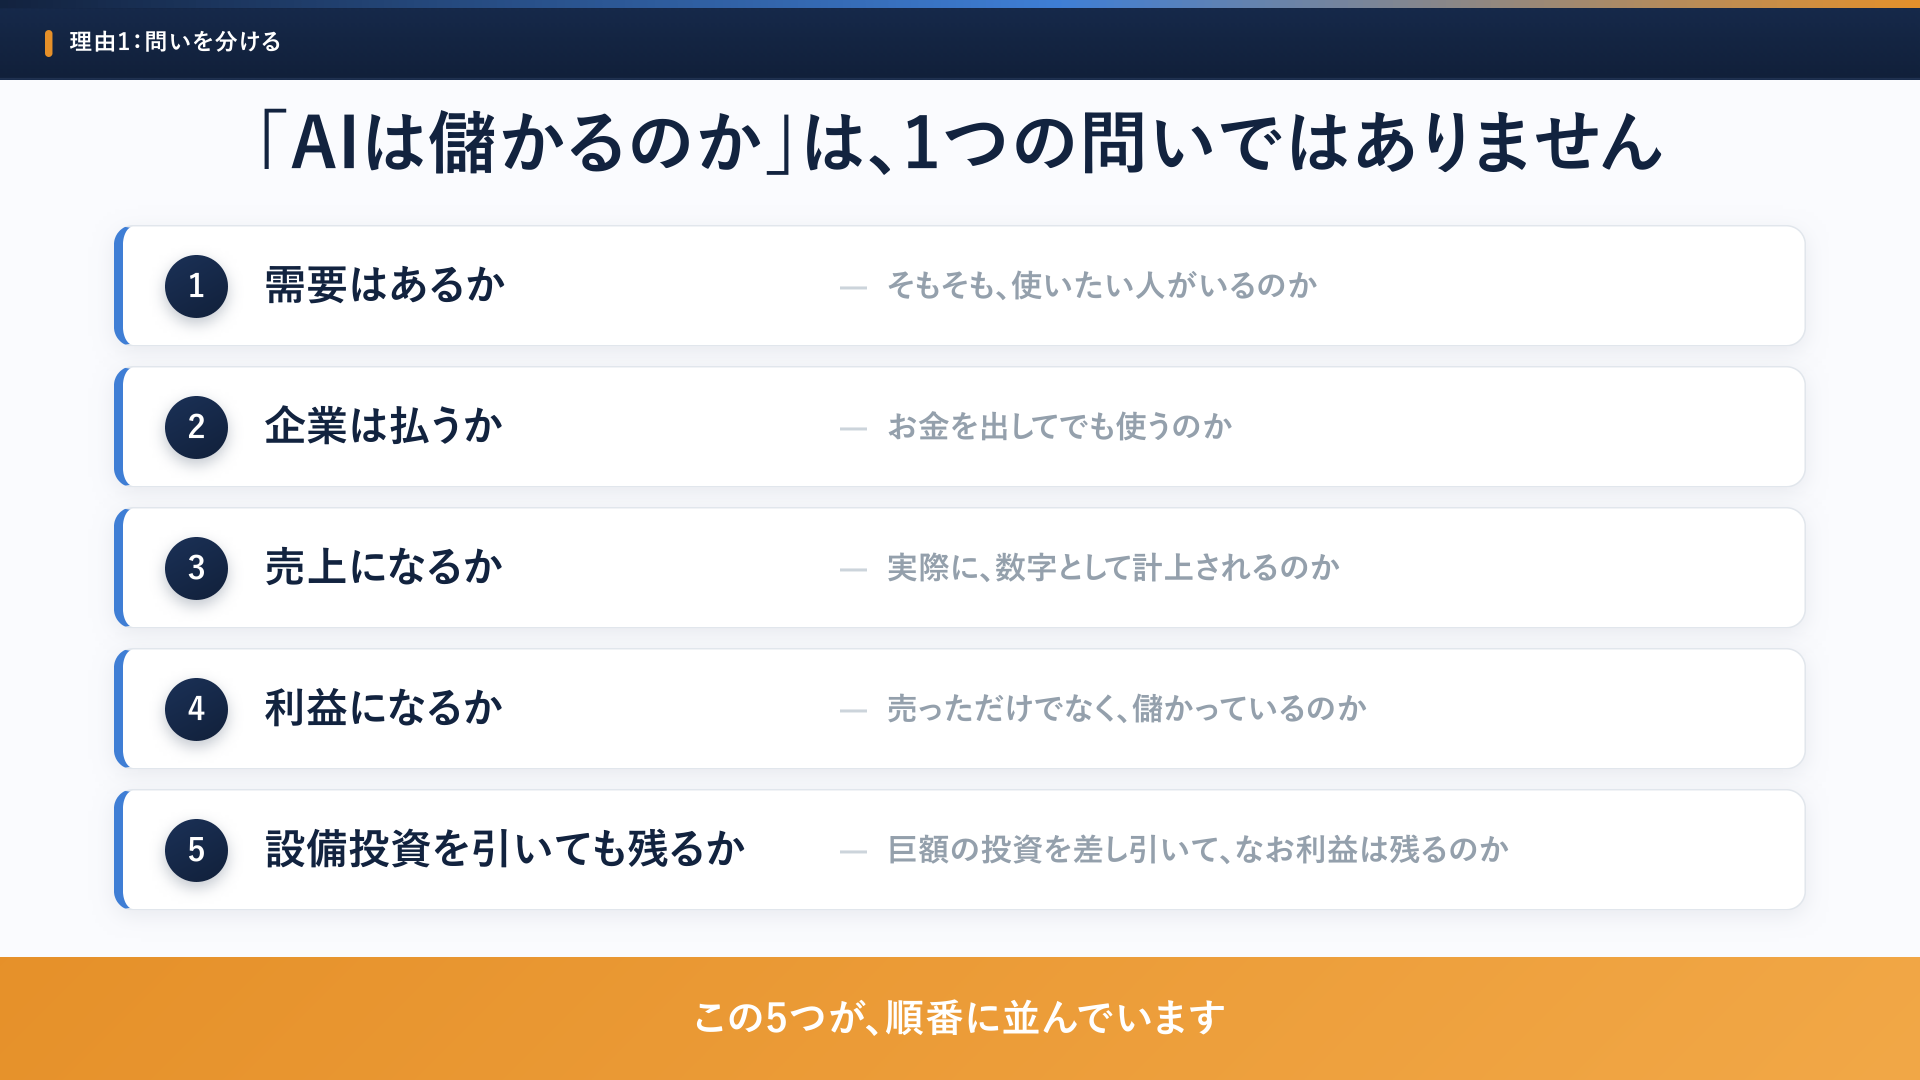 理由1：問いを分ける
「AIは儲かるのか」は、1つの問いではありません
1 需要はあるか — そもそも、使いたい人がいるのか
2 企業は払うか — お金を出してでも使うのか
3 売上になるか — 実際に、数字として計上されるのか
4 利益になるか — 売っただけでなく、儲かっているのか
5 設備投資を引いても残るか — 巨額の投資を差し引いて、なお利益は残るのか
この5つが、順番に並んでいます